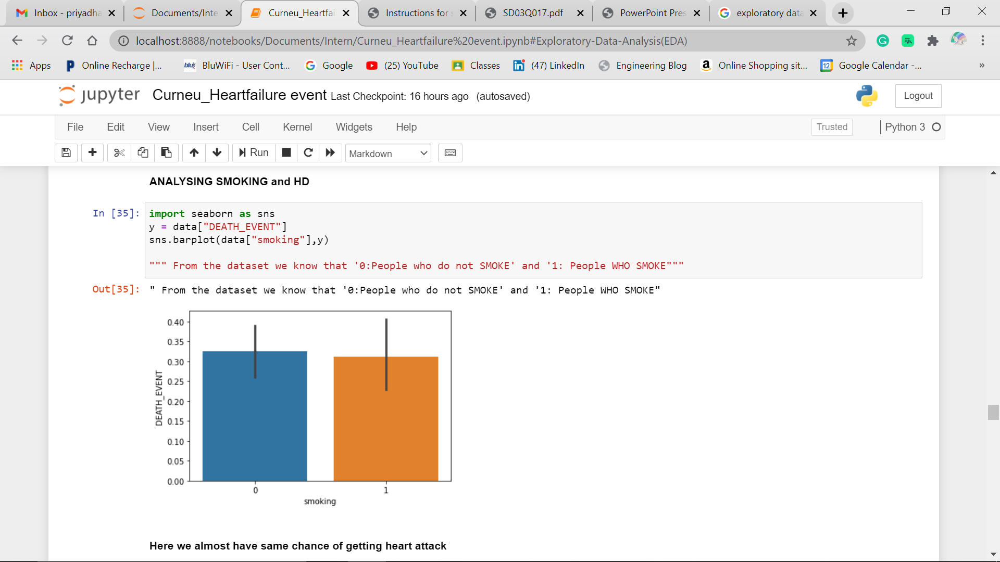 Inbox - priyadha
Documents/Inte
Curneu_Heartfai
Instructions for s
SD03Q017.pdf
PowerPoint Pres
exploratory data
localhost:8888/notebooks/Documents/Intern/Curneu_Heartfailure%20event.ipynb#Exploratory-Data-Analysis(EDA)
Apps
Online Recharge |...
BluWiFi - User Cont...
Google
(25) YouTube
Classes
(47) LinkedIn
Engineering Blog
Online Shopping sit...
Google Calendar -...
»
jupyter Curneu_Heartfailure event Last Checkpoint: 16 hours ago (autosaved)
Logout
File Edit View Insert Cell Kernel Widgets Help
Trusted
Python 3
Run
Markdown
ANALYSING SMOKING and HD
In [35]: import seaborn as sns
y = data["DEATH_EVENT"]
sns.barplot(data["smoking"],y)
""" From the dataset we know that '0:People who do not SMOKE' and '1: People WHO SMOKE"""
Out[35]: " From the dataset we know that '0:People who do not SMOKE' and '1: People WHO SMOKE"
0.40
0.35
0.30
0.25
0.20
0.15
0.10
0.05
0.00
DEATH_EVENT
0 1
smoking
Here we almost have same chance of getting heart attack